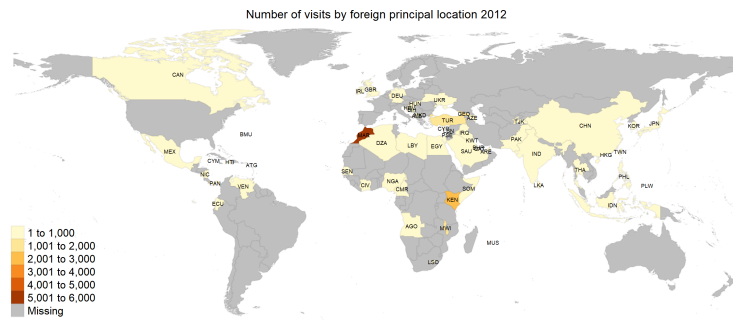 Number of visits by foreign principal location 2012
CAN
IRL
GBR
DEU
UKR
HUN
GEO
TUR
AZE
CYP
IRQ
CHN
KOR
JPN
BMU
DZA
LBY
EGY
KWT
SAU
ARE
PAK
IND
TWN
HKG
MEX
CYM
HTI
ATG
NIC
PAN
VEN
SEN
CIV
NGA
CMR
SOM
THA
PHL
LKA
PLW
ECU
KEN
IDN
AGO
MWI
MUS
LSO
1 to 1,000
1,001 to 2,000
2,001 to 3,000
3,001 to 4,000
4,001 to 5,000
5,001 to 6,000
Missing